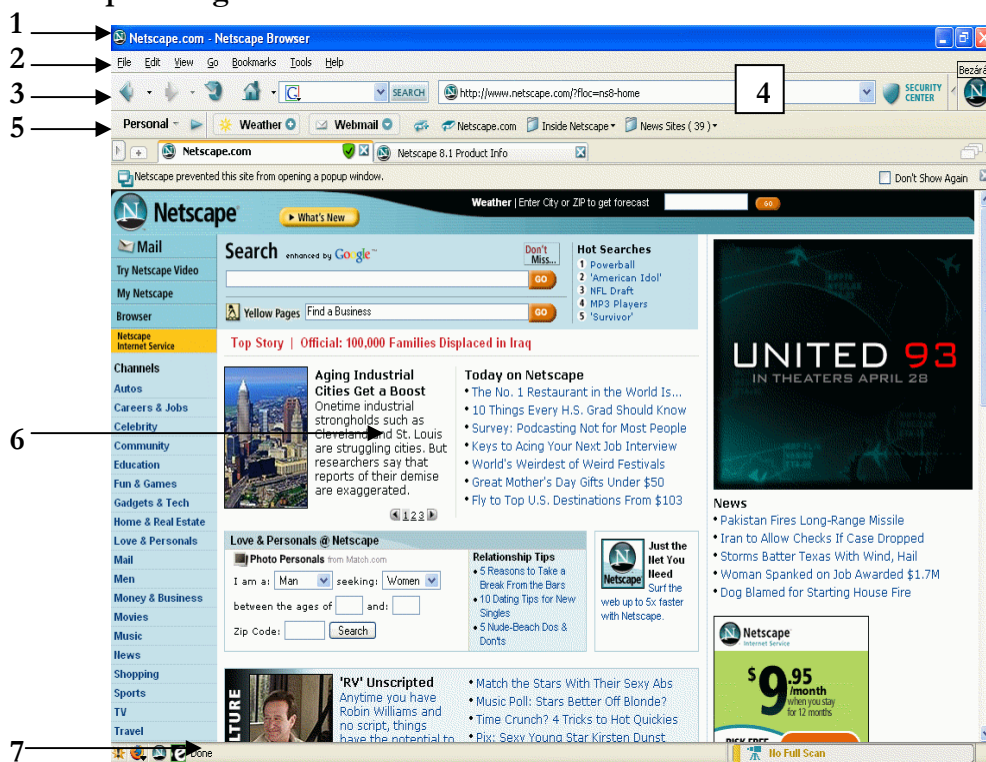 1
Netscape.com - Netscape Browser
2
File Edit View Go Bookmarks Tools Help
Bezárá
3
G SEARCH
http://www.netscape.com/?floc=ns8-home
4
SECURITY CENTER
5
Personal Weather Webmail Netscape.com Inside Netscape News Sites ( 39 )
Netscape.com Netscape 8.1 Product Info
Netscape prevented this site from opening a popup window.
Don't Show Again
Netscape
What's New
Weather | Enter City or ZIP to get forecast
GO
Mail
Try Netscape Video
My Netscape
Browser
Netscape
Internet Service
Channels
Autos
Careers & Jobs
Celebrity
Community
Education
Fun & Games
Gadgets & Tech
Home & Real Estate
Love & Personals
Mail
Men
Money & Business
Movies
Music
News
Shopping
Sports
TV
Travel
6
Search enhanced by Google
Don't
Miss...
GO
Yellow Pages Find a Business GO
Hot Searches
1 Powerball
2 'American Idol'
3 NFL Draft
4 MP3 Players
5 'Survivor'
Top Story | Official: 100,000 Families Displaced in Iraq
Aging Industrial
Cities Get a Boost
Onetime industrial
strongholds such as
Cleveland and St. Louis
are struggling cities. But
researchers say that
reports of their demise
are exaggerated.
1 2 3
Today on Netscape
• The No. 1 Restaurant in the World Is...
• 10 Things Every H.S. Grad Should Know
• Survey: Podcasting Not for Most People
• Keys to Acing Your Next Job Interview
• World's Weirdest of Weird Festivals
• Great Mother's Day Gifts Under $50
• Fly to Top U.S. Destinations From $103
Love & Personals @ Netscape
Photo Personals from Match.com
I am a: Man seeking: Women
between the ages of and:
Zip Code: Search
Relationship Tips
• 5 Reasons to Take a
Break From the Bars
• 10 Dating Tips for New
Singles
• 5 Nude-Beach Dos &
Don'ts
Netscape
Just the
Net You
Need
Surf the
web up to 5x faster
with Netscape.
'RV' Unscripted
Anytime you have
Robin Williams and
no script, things
have the potential to
• Match the Stars With Their Sexy Abs
• Music Poll: Stars Better Off Blonde?
• Time Crunch? 4 Tricks to Hot Quickies
• Pix: Sexy Young Star Kirsten Dunst
UNITED 93
IN THEATERS APRIL 28
News
• Pakistan Fires Long-Range Missile
• Iran to Allow Checks If Case Dropped
• Storms Batter Texas With Wind, Hail
• Woman Spanked on Job Awarded $1.7M
• Dog Blamed for Starting House Fire
Netscape
Internet Service
$9.95
/month
when you stay
for 12 months
RISK FREE
7
Done
No Full Scan